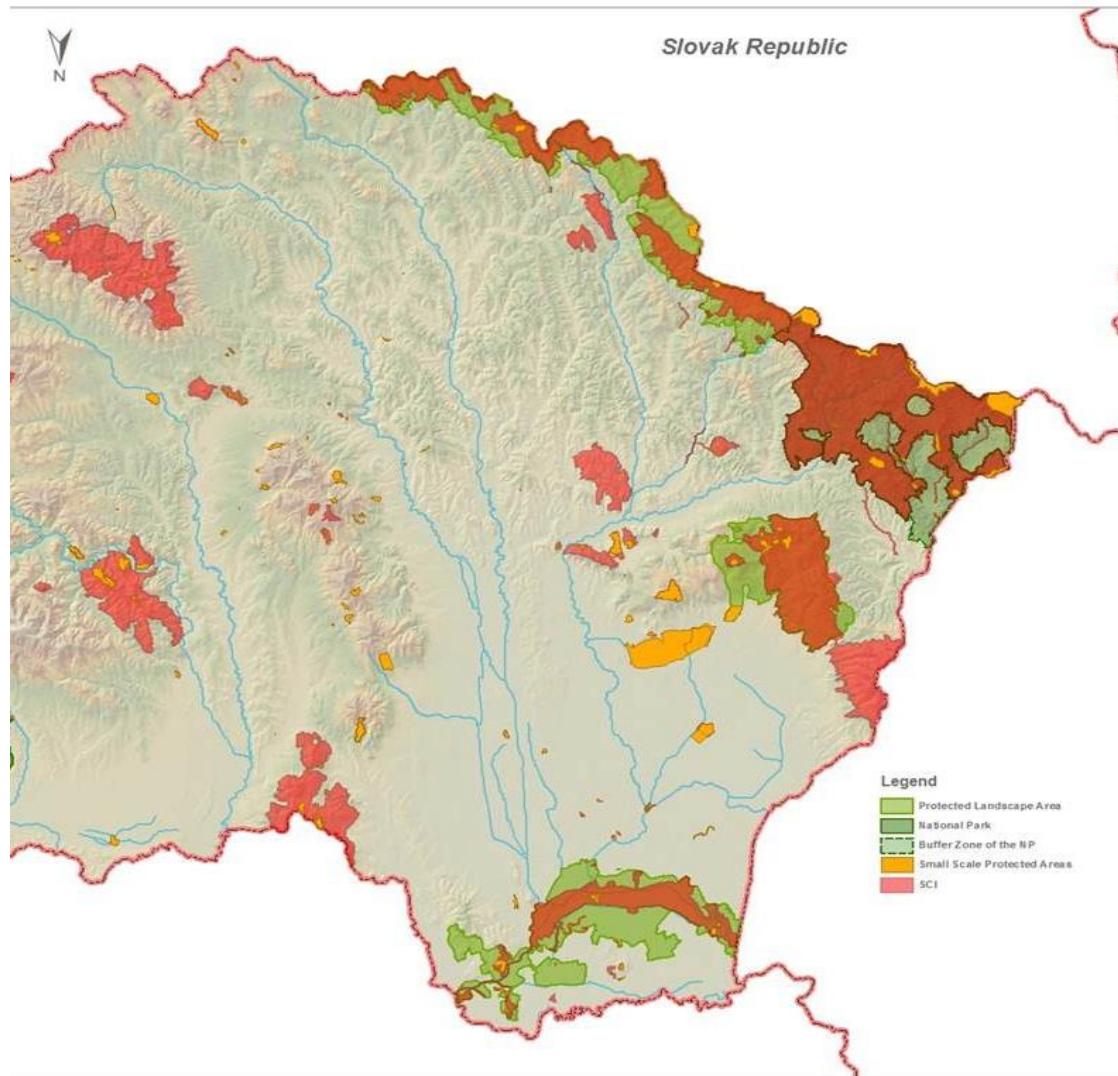 Slovak Republic
N
Legend
Protected Landscape Area
National Park
Buffer Zone of the NP
Small Scale Protected Areas
SCI